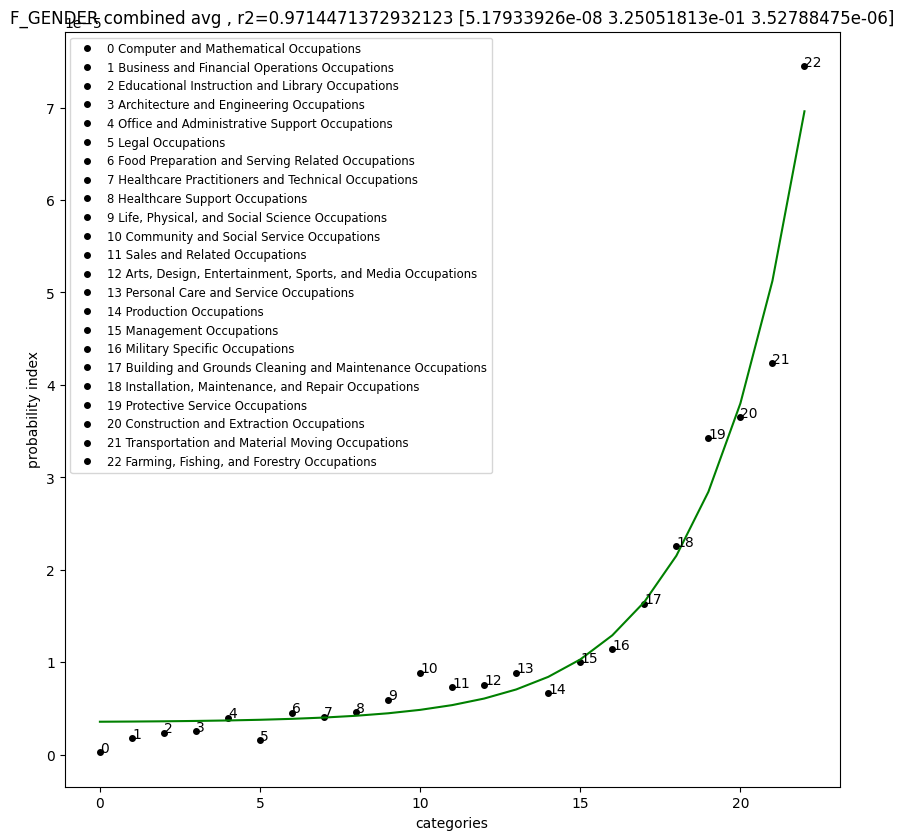 F_GENDER combined avg , r2=0.9714471372932123 [5.17933926e-08 3.25051813e-01 3.52788475e-06]
1e−5
0 Computer and Mathematical Occupations
1 Business and Financial Operations Occupations
2 Educational Instruction and Library Occupations
3 Architecture and Engineering Occupations
4 Office and Administrative Support Occupations
5 Legal Occupations
6 Food Preparation and Serving Related Occupations
7 Healthcare Practitioners and Technical Occupations
8 Healthcare Support Occupations
9 Life, Physical, and Social Science Occupations
10 Community and Social Service Occupations
11 Sales and Related Occupations
12 Arts, Design, Entertainment, Sports, and Media Occupations
13 Personal Care and Service Occupations
14 Production Occupations
15 Management Occupations
16 Military Specific Occupations
17 Building and Grounds Cleaning and Maintenance Occupations
18 Installation, Maintenance, and Repair Occupations
19 Protective Service Occupations
20 Construction and Extraction Occupations
21 Transportation and Material Moving Occupations
22 Farming, Fishing, and Forestry Occupations
probability index
7
6
5
4
3
2
1
0
0
1
2
3
4
5
6
7
8
9
10
11
12
13
14
15
16
17
18
19
20
21
22
0
5
10
15
20
categories